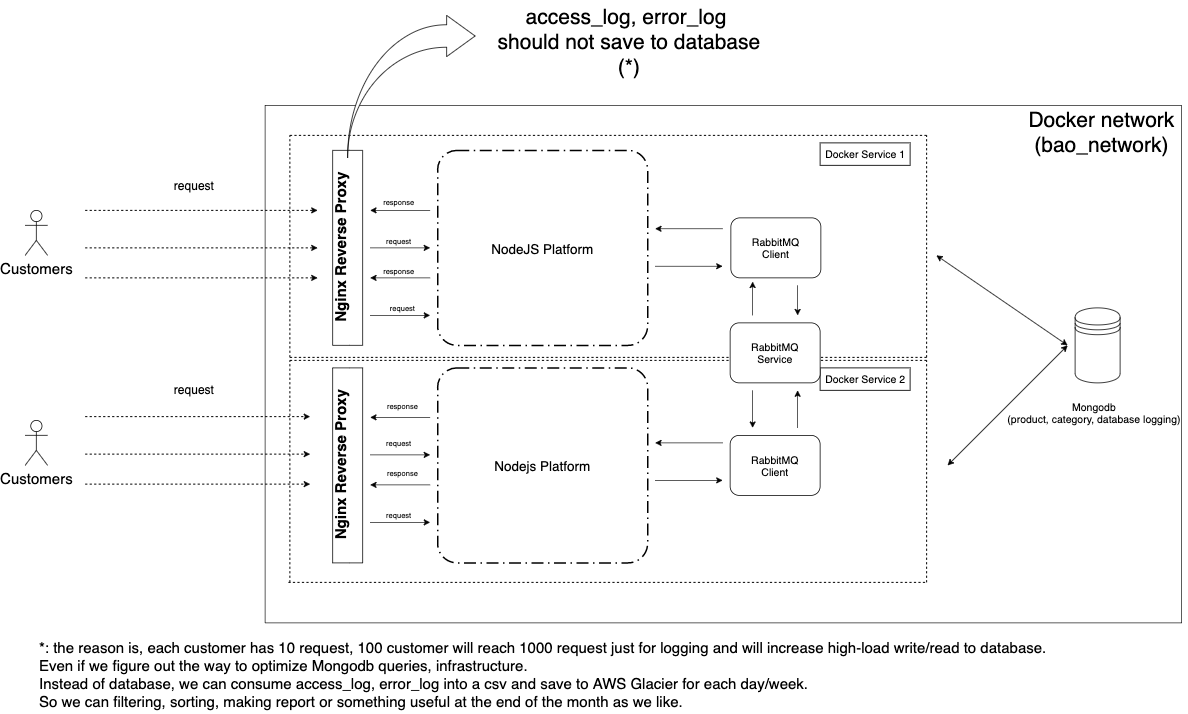 access_log, error_log
should not save to database
(*)
Docker network
(bao_network)
Docker Service 1
request
Nginx Reverse Proxy
response
request
response
request
NodeJS Platform
RabbitMQ
Client
Customers
RabbitMQ
Service
Docker Service 2
request
Nginx Reverse Proxy
response
request
response
request
Nodejs Platform
RabbitMQ
Client
Customers
Mongodb
(product, category, database logging)
*: the reason is, each customer has 10 request, 100 customer will reach 1000 request just for logging and will increase high-load write/read to database.
Even if we figure out the way to optimize Mongodb queries, infrastructure.
Instead of database, we can consume access_log, error_log into a csv and save to AWS Glacier for each day/week.
So we can filtering, sorting, making report or something useful at the end of the month as we like.